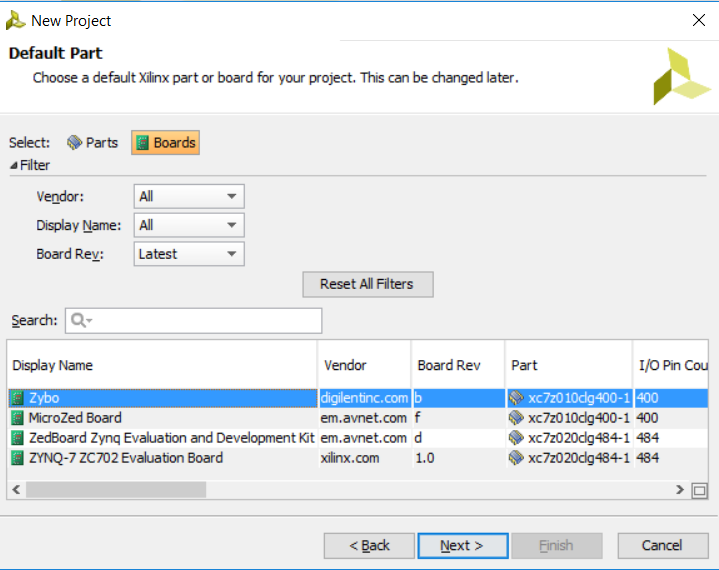 New Project
Default Part
Choose a default Xilinx part or board for your project. This can be changed later.
Select: Parts Boards
Filter
Vendor: All
Display Name: All
Board Rev: Latest
Reset All Filters
Search:
Display Name Vendor Board Rev Part I/O Pin Cou
Zybo digilentinc.com b xc7z010clg400-1 400
MicroZed Board em.avnet.com f xc7z010clg400-1 400
ZedBoard Zynq Evaluation and Development Kit em.avnet.com d xc7z020clg484-1 484
ZYNQ-7 ZC702 Evaluation Board xilinx.com 1.0 xc7z020clg484-1 484
< Back Next > Finish Cancel